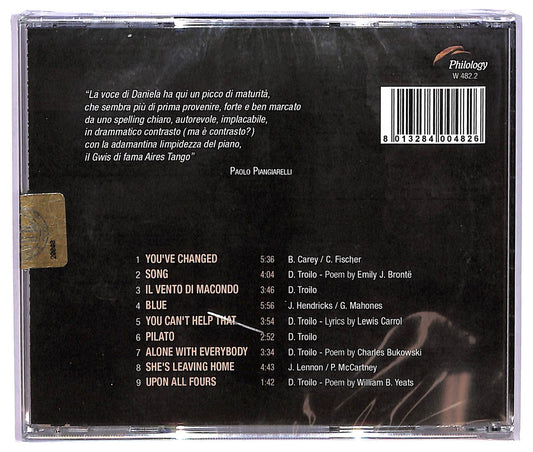 Philology
W 482.2
"La voce di Daniela ha qui un picco di maturità,
che sembra più di prima provenire, forte e ben marcato
da uno spelling chiaro, autorevole, implacabile,
in drammatico contrasto (ma è contrasto?)
con la adamantina limpidezza del piano,
il Gwis di fama Aires Tango"
PAOLO PIANGIARELLI
8 013284 004826
1 YOU'VE CHANGED 5:36 B. Carey / C. Fischer
2 SONG 4:04 D. Troilo - Poem by Emily J. Brontë
3 IL VENTO DI MACONDO 4:40 D. Troilo
4 BLUE 5:56 J. Hendricks / G. Mahones
5 YOU CAN'T HELP THAT 3:54 D. Troilo - Lyrics by Lewis Carrol
6 PILATO 2:52 D. Troilo
7 ALONE WITH EVERYBODY 3:34 D. Troilo - Poem by Charles Bukowski
8 SHE'S LEAVING HOME 4:43 J. Lennon / P. McCartney
9 UPON ALL FOURS 1:42 D. Troilo - Poem by William B. Yeats